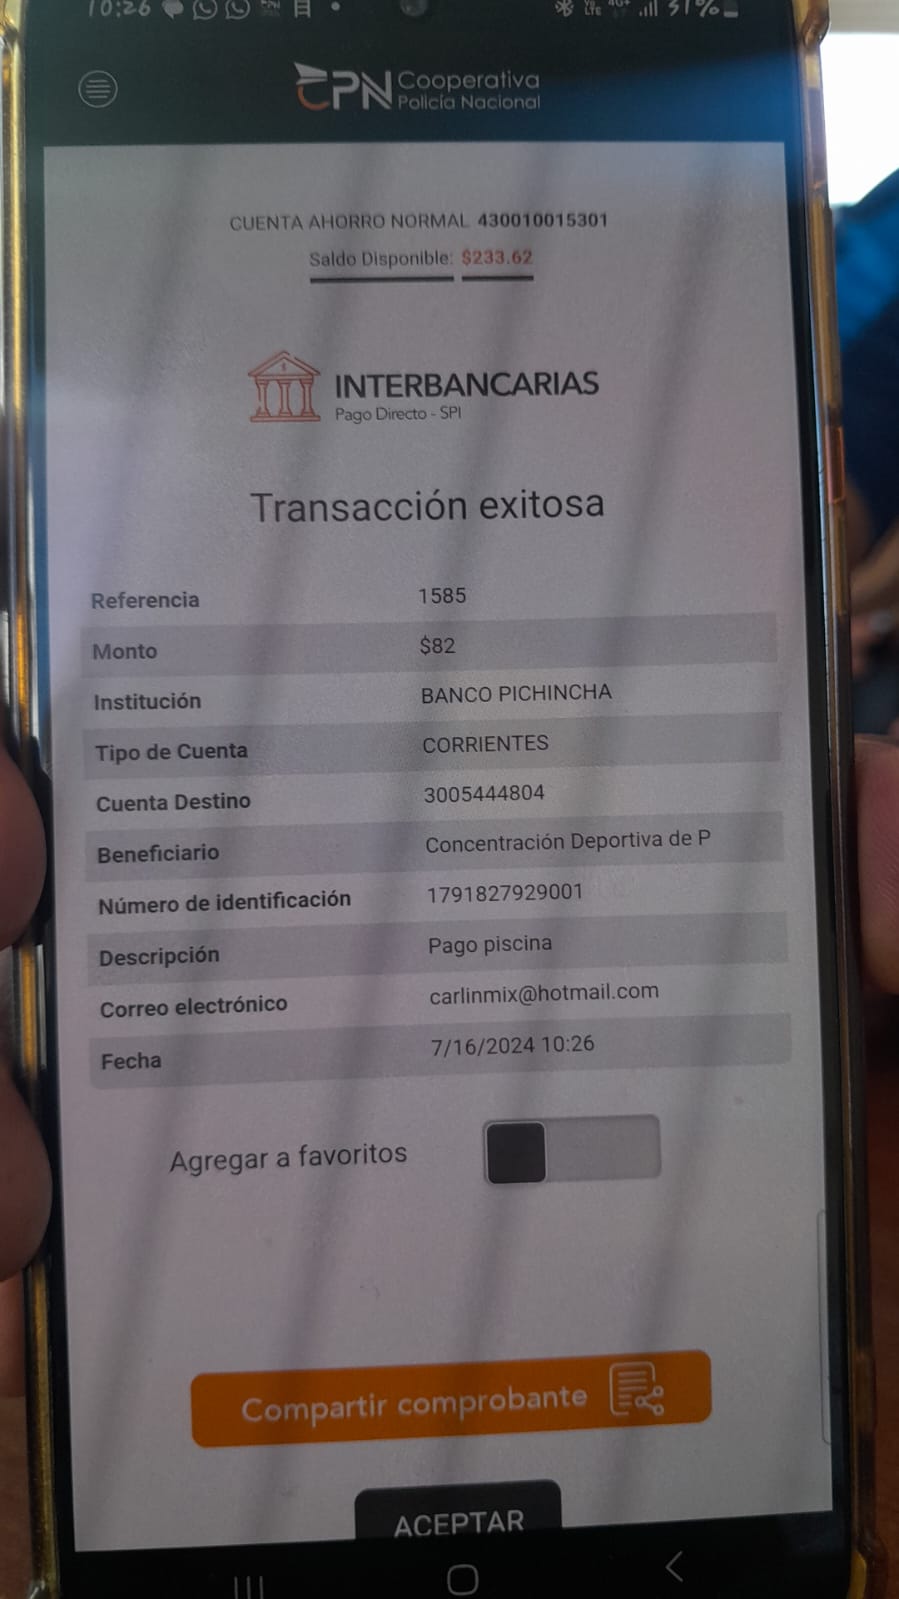 10:26 51%
CPN Cooperativa
Policía Nacional
CUENTA AHORRO NORMAL 430010015301
Saldo Disponible: $233.62
INTERBANCARIAS
Pago Directo - SPI
Transacción exitosa
Referencia 1585
Monto $82
Institución BANCO PICHINCHA
Tipo de Cuenta CORRIENTES
Cuenta Destino 3005444804
Beneficiario Concentración Deportiva de P
Número de identificación 1791827929001
Descripción Pago piscina
Correo electrónico carlinmix@hotmail.com
Fecha 7/16/2024 10:26
Agregar a favoritos
Compartir comprobante
ACEPTAR